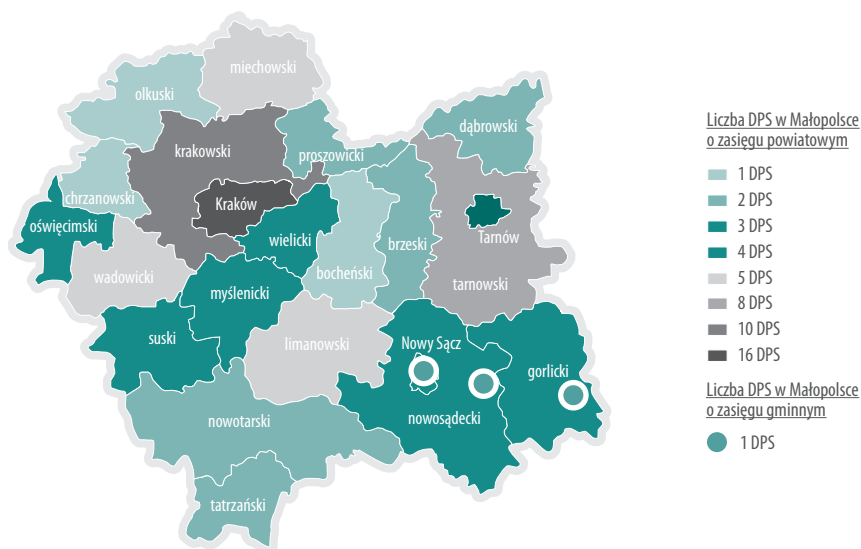 miechowski
olkuski
dąbrowski
krakowski
proszowicki
chrzanowski
Kraków
oświęcimski
wielicki
brzeski
Tarnów
wadowicki
bocheński
tarnowski
myślenicki
suski
limanowski
Nowy Sącz
gorlicki
nowotarski
nowosądecki
tatrzański
Liczba DPS w Małopolsce
o zasięgu powiatowym
1 DPS
2 DPS
3 DPS
4 DPS
5 DPS
8 DPS
10 DPS
16 DPS
Liczba DPS w Małopolsce
o zasięgu gminnym
1 DPS